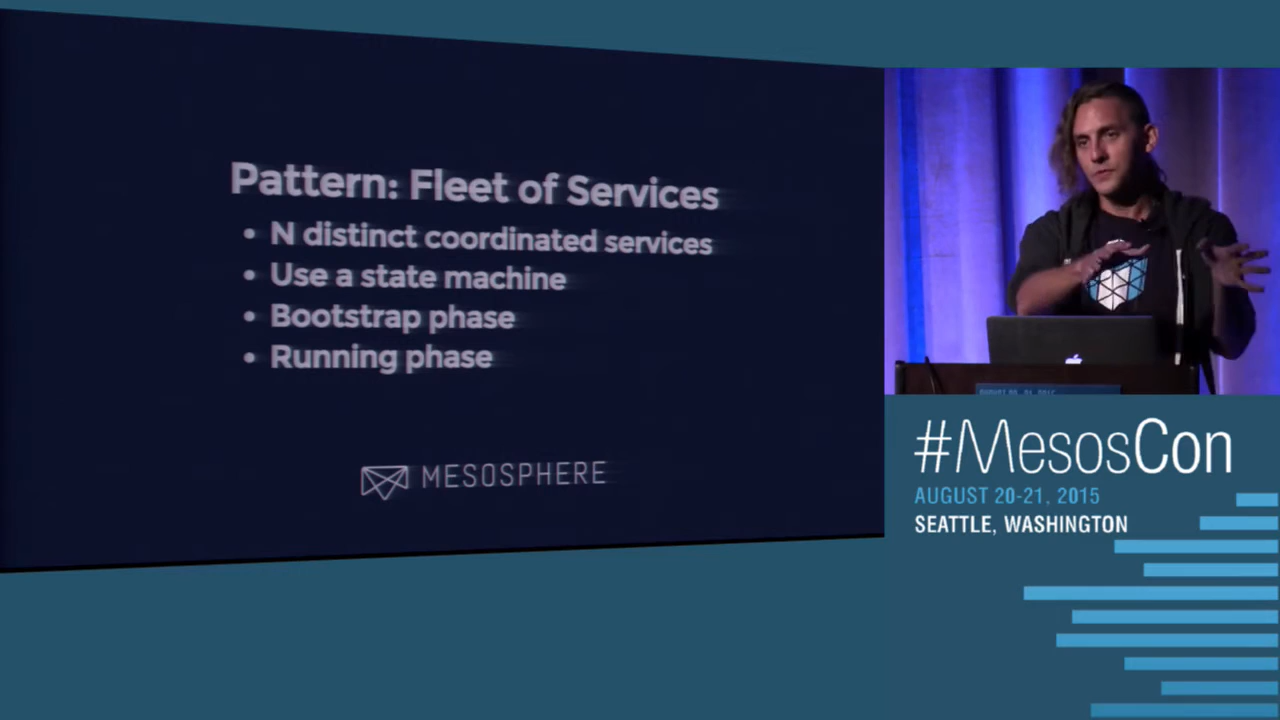 Pattern: Fleet of Services
• N distinct coordinated services
• Use a state machine
• Bootstrap phase
• Running phase
MESOSPHERE
#MesosCon
AUGUST 20-21, 2015
SEATTLE, WASHINGTON